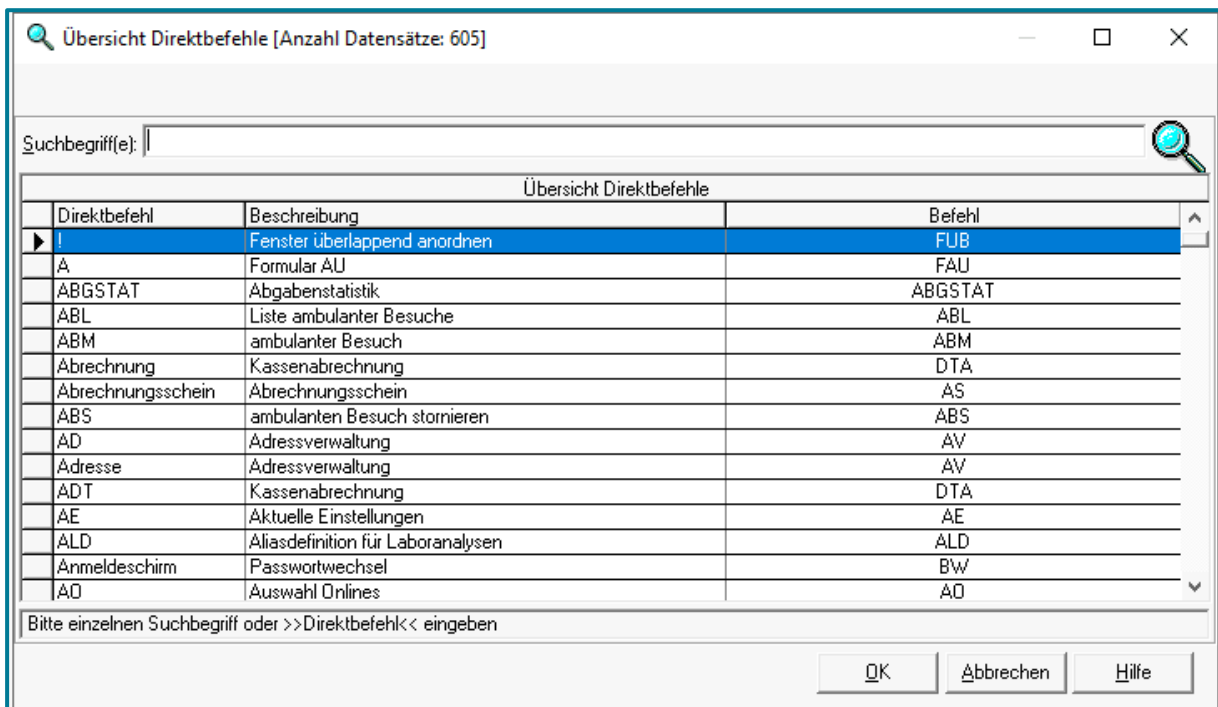 Übersicht Direktbefehle [Anzahl Datensätze: 605]
Suchbegriff(e):
Übersicht Direktbefehle
Direktbefehl Beschreibung Befehl
! Fenster überlappend anordnen FUB
A Formular AU FAU
ABGSTAT Abgabenstatistik ABGSTAT
ABL Liste ambulanter Besuche ABL
ABM ambulanter Besuch ABM
Abrechnung Kassenabrechnung DTA
Abrechnungsschein Abrechnungsschein AS
ABS ambulanten Besuch stornieren ABS
AD Adressverwaltung AV
Adresse Adressverwaltung AV
ADT Kassenabrechnung DTA
AE Aktuelle Einstellungen AE
ALD Aliasdefinition für Laboranalysen ALD
Anmeldeschirm Passwortwechsel BW
AO Auswahl Onlines AO
Bitte einzelnen Suchbegriff oder >>Direktbefehl<< eingeben
OK Abbrechen Hilfe